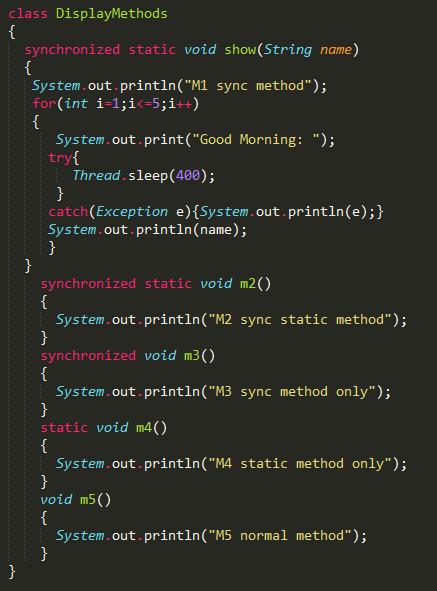 class DisplayMethods
{
  synchronized static void show(String name)
  {
   System.out.println("M1 sync method");
   for(int i=1;i<=5;i++)
   {
      System.out.print("Good Morning: ");
     try{
        Thread.sleep(400);
      }
     catch(Exception e){System.out.println(e);}
     System.out.println(name);
     }
  }
    synchronized static void m2()
    {
      System.out.println("M2 sync static method");
    }
    synchronized void m3()
    {
      System.out.println("M3 sync method only");
    }
    static void m4()
    {
      System.out.println("M4 static method only");
    }
    void m5()
    {
      System.out.println("M5 normal method");
    }
}